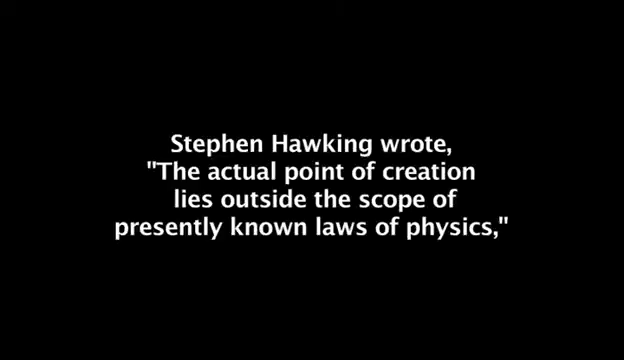 Stephen Hawking wrote,
"The actual point of creation
lies outside the scope of
presently known laws of physics,"